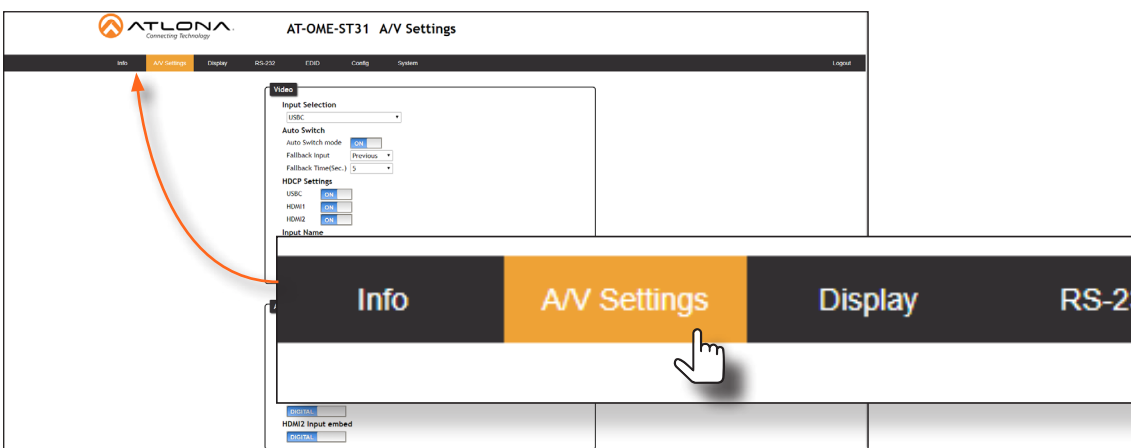 ATLONA.
Connecting Technology
AT-OME-ST31 A/V Settings
Info A/V Settings Display RS-232 EDID Config System Logout
Video
Input Selection
USBC
Auto Switch
Auto Switch mode ON
Fallback Input Previous
Fallback Time(Sec.) 5
HDCP Settings
USBC ON
HDMI1 ON
HDMI2 ON
Input Name
Info A/V Settings Display RS-2
DIGITAL
HDMI2 Input embed
DIGITAL